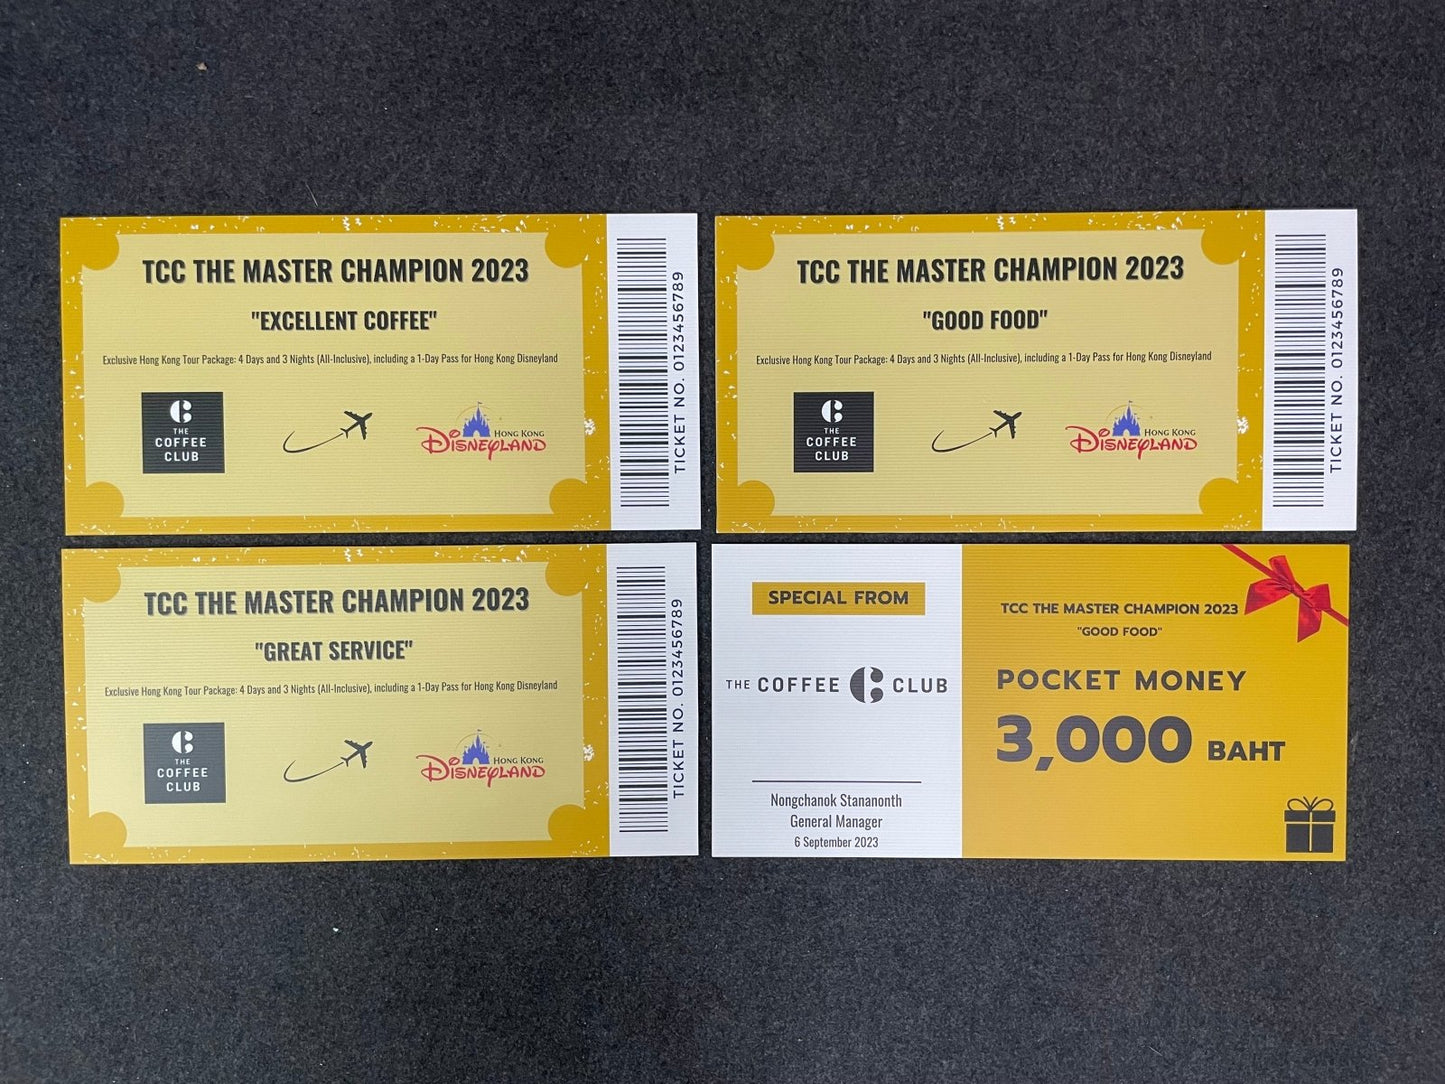 TCC THE MASTER CHAMPION 2023
"EXCELLENT COFFEE"
Exclusive Hong Kong Tour Package: 4 Days and 3 Nights (All-Inclusive), including a 1-Day Pass for Hong Kong Disneyland
THE
COFFEE
CLUB
HONG KONG
DISNEYLAND
TICKET NO. 0123456789
TCC THE MASTER CHAMPION 2023
"GOOD FOOD"
Exclusive Hong Kong Tour Package: 4 Days and 3 Nights (All-Inclusive), including a 1-Day Pass for Hong Kong Disneyland
THE
COFFEE
CLUB
HONG KONG
DISNEYLAND
TICKET NO. 0123456789
TCC THE MASTER CHAMPION 2023
"GREAT SERVICE"
Exclusive Hong Kong Tour Package: 4 Days and 3 Nights (All-Inclusive), including a 1-Day Pass for Hong Kong Disneyland
THE
COFFEE
CLUB
HONG KONG
DISNEYLAND
TICKET NO. 0123456789
SPECIAL FROM
THE COFFEE CLUB
Nongchanok Stananonth
General Manager
6 September 2023
TCC THE MASTER CHAMPION 2023
"GOOD FOOD"
POCKET MONEY
3,000 BAHT